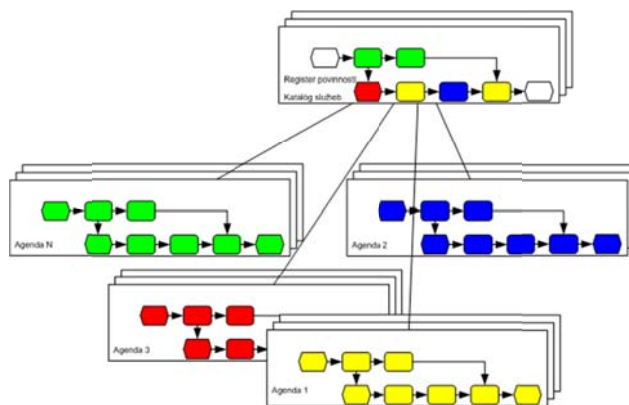 Register povinností
Katalóg služieb
Agenda N
Agenda 2
Agenda 3
Agenda 1